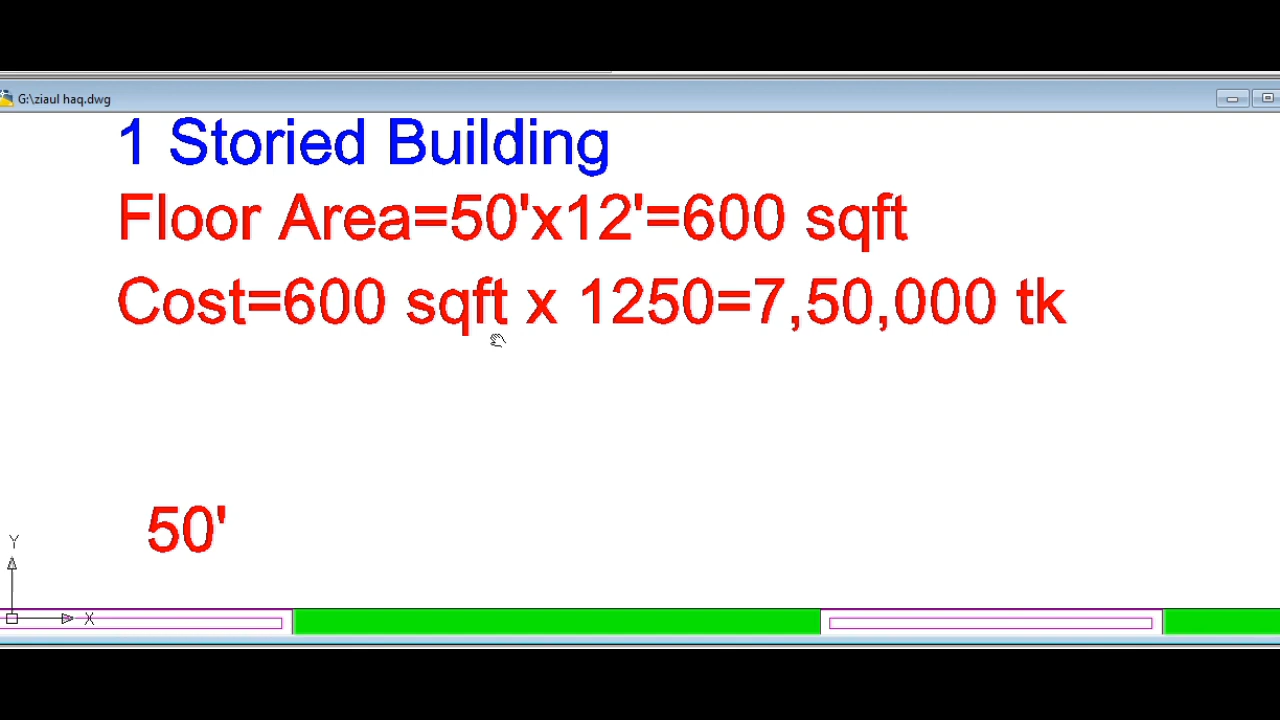 G:\ziaul haq.dwg
1 Storied Building
Floor Area=50'x12'=600 sqft
Cost=600 sqft x 1250=7,50,000 tk
50'
Y
X